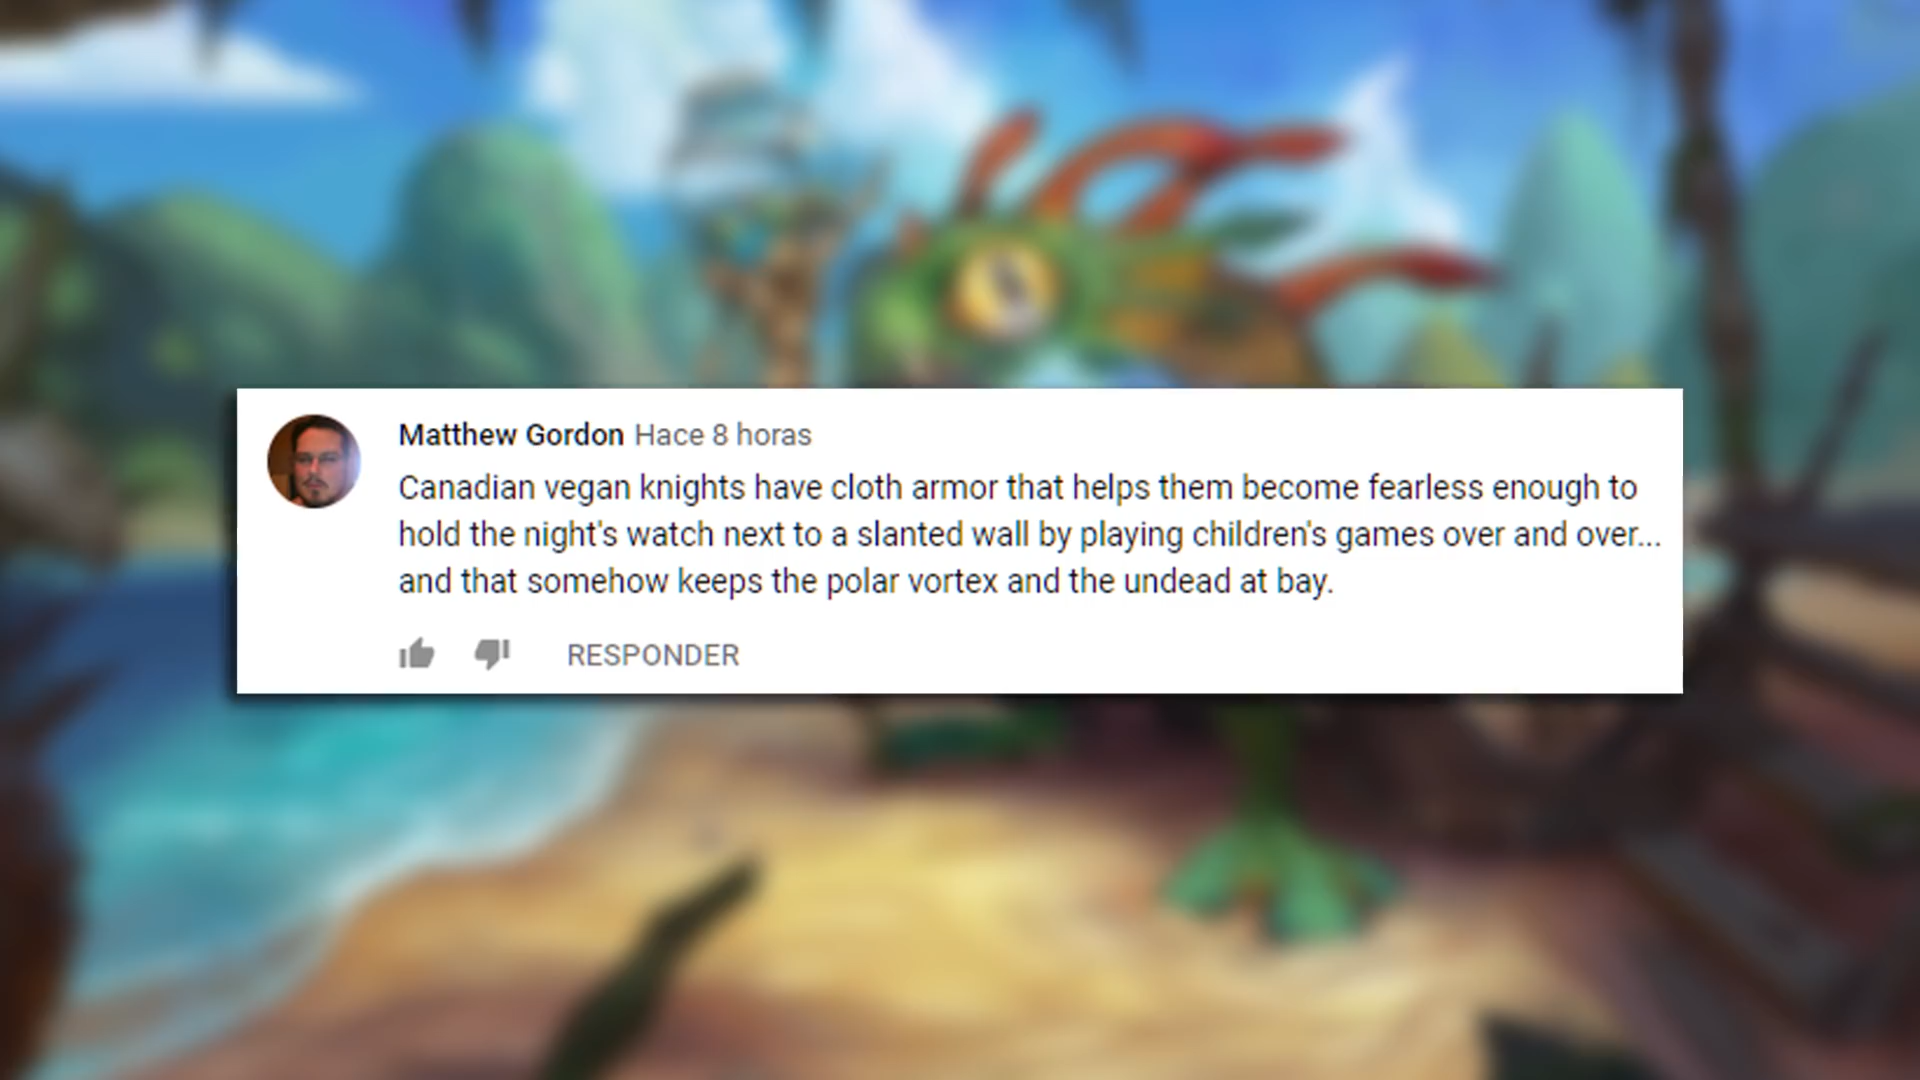 Matthew Gordon Hace 8 horas
Canadian vegan knights have cloth armor that helps them become fearless enough to
hold the night's watch next to a slanted wall by playing children's games over and over...
and that somehow keeps the polar vortex and the undead at bay.
RESPONDER